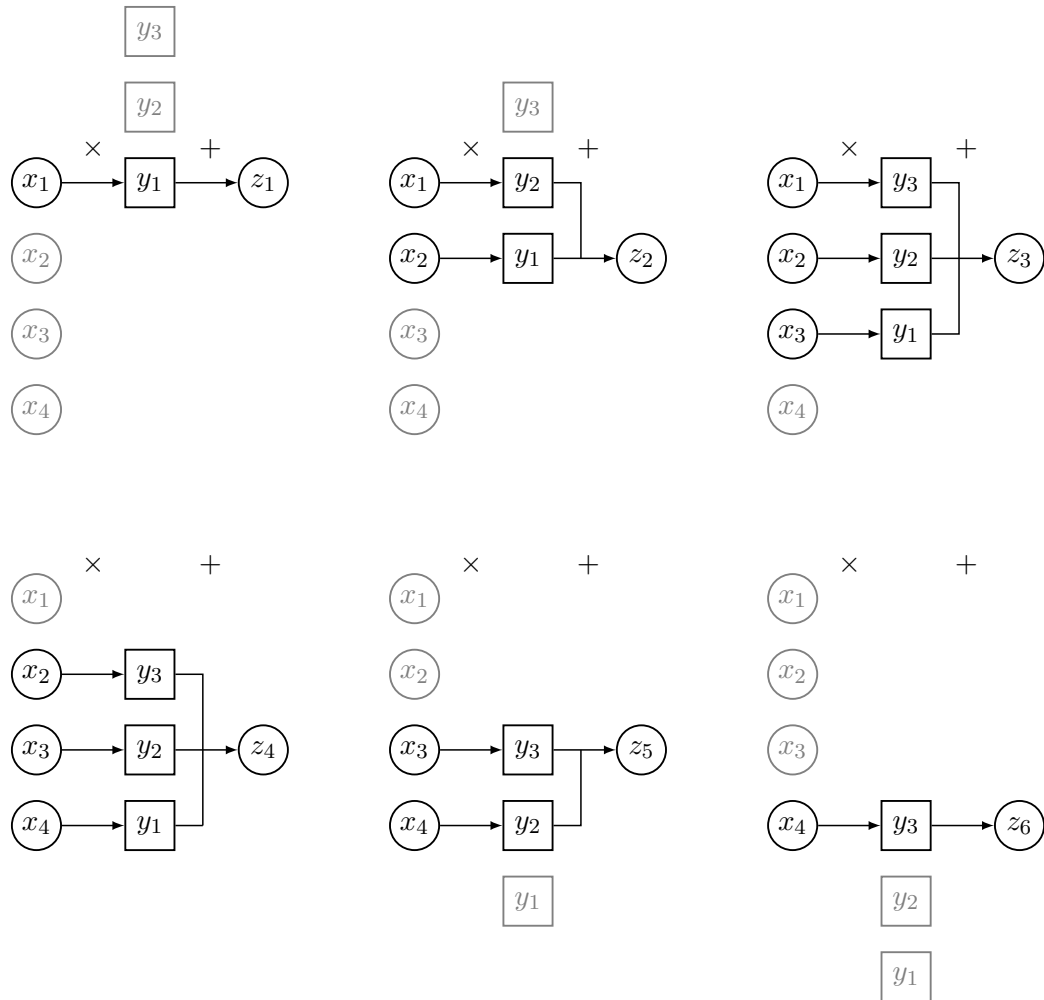 y₃
y₂ y₃
× + × + × +
x₁ y₁ z₁ x₁ y₂ x₁ y₃
x₂ x₂ y₁ z₂ x₂ y₂ z₃
x₃ x₃ x₃ y₁
x₄ x₄ x₄
× + × + × +
x₁ x₁ x₁
x₂ y₃ x₂ x₂
x₃ y₂ z₄ x₃ y₃ z₅ x₃
x₄ y₁ x₄ y₂ x₄ y₃ z₆
y₁ y₂
y₁